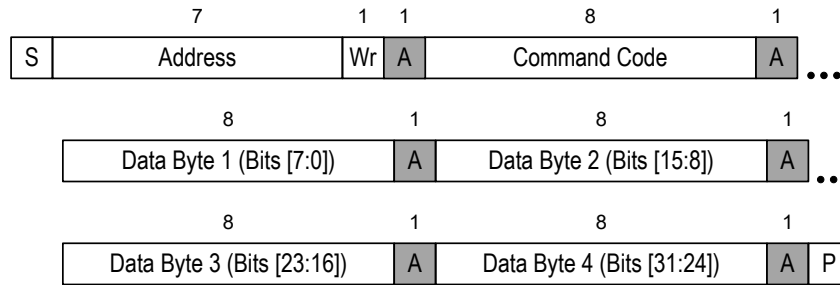 7 1 1 8 1
S Address Wr A Command Code A ...
8 1 8 1
Data Byte 1 (Bits [7:0]) A Data Byte 2 (Bits [15:8]) A ..
8 1 8 1
Data Byte 3 (Bits [23:16]) A Data Byte 4 (Bits [31:24]) A P